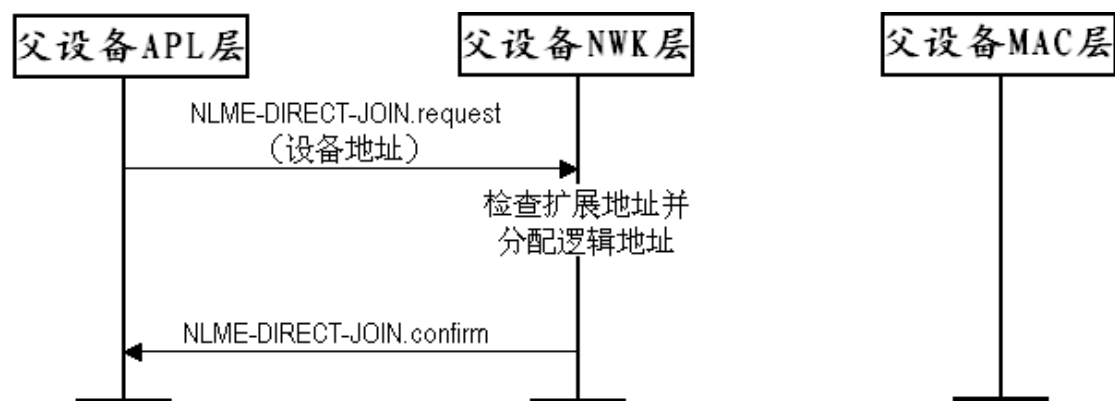 父设备APL层
父设备NWK层
父设备MAC层
NLME-DIRECT-JOIN.request
（设备地址）
检查扩展地址并
分配逻辑地址
NLME-DIRECT-JOIN.confirm